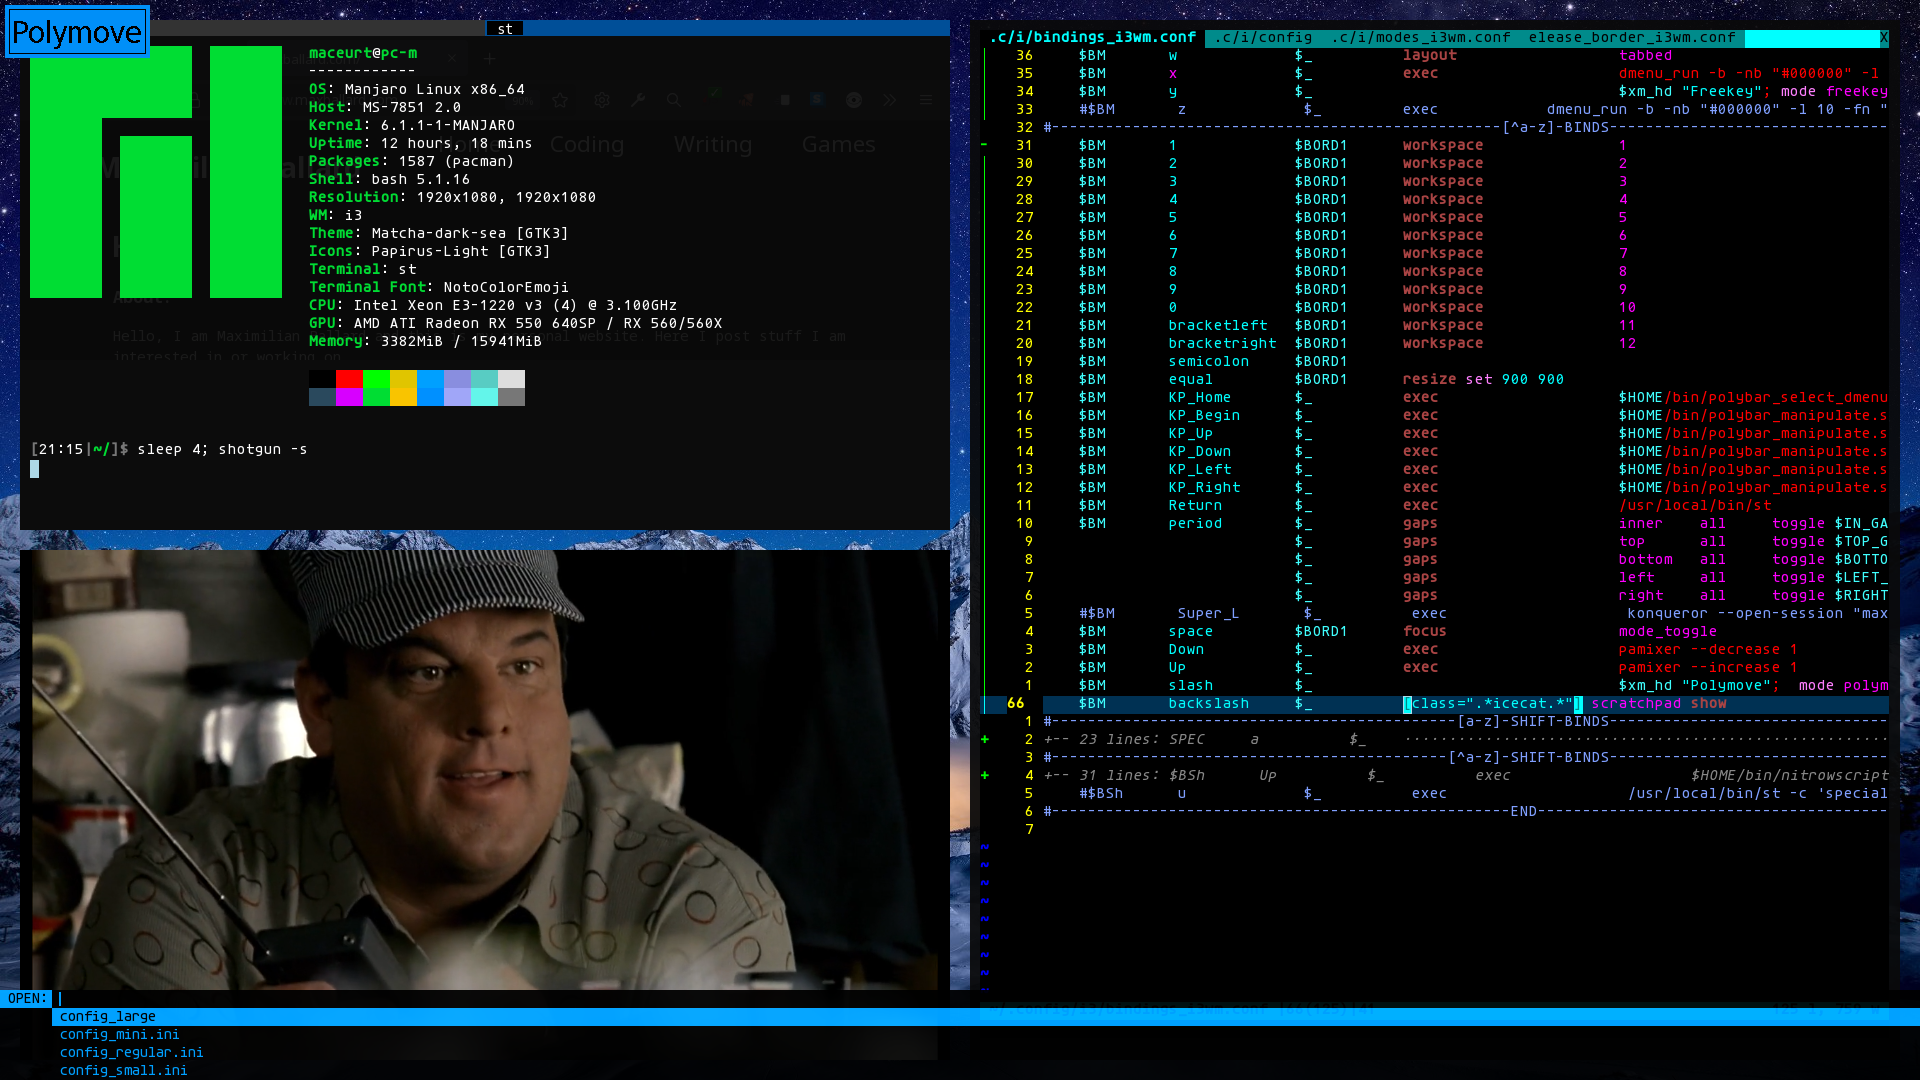 Polymove
st
maceurt@pc-m
------------
OS: Manjaro Linux x86_64
Host: MS-7851 2.0
Kernel: 6.1.1-1-MANJARO
Uptime: 12 hours, 18 mins
Packages: 1587 (pacman)
Shell: bash 5.1.16
Resolution: 1920x1080, 1920x1080
WM: i3
Theme: Matcha-dark-sea [GTK3]
Icons: Papirus-Light [GTK3]
Terminal: st
Terminal Font: NotoColorEmoji
CPU: Intel Xeon E3-1220 v3 (4) @ 3.100GHz
GPU: AMD ATI Radeon RX 550 640SP / RX 560/560X
Memory: 3382MiB / 15941MiB
Coding Writing Games
Hello, I am Maximilian
[21:15|~/]$ sleep 4; shotgun -s
.c/i/bindings_i3wm.conf .c/i/config .c/i/modes_i3wm.conf elease_border_i3wm.conf X
36 $BM w $_ layout tabbed
35 $BM x $_ exec dmenu_run -b -nb "#000000" -l
34 $BM y $_ $xm_hd "Freekey"; mode freekey
33 #$BM z $_ exec dmenu_run -b -nb "#000000" -l 10 -fn "
32 #--------------------------------------------------[^a-z]-BINDS-------------------------------
31 $BM 1 $BORD1 workspace 1
30 $BM 2 $BORD1 workspace 2
29 $BM 3 $BORD1 workspace 3
28 $BM 4 $BORD1 workspace 4
27 $BM 5 $BORD1 workspace 5
26 $BM 6 $BORD1 workspace 6
25 $BM 7 $BORD1 workspace 7
24 $BM 8 $BORD1 workspace 8
23 $BM 9 $BORD1 workspace 9
22 $BM 0 $BORD1 workspace 10
21 $BM bracketleft $BORD1 workspace 11
20 $BM bracketright $BORD1 workspace 12
19 $BM semicolon $BORD1
18 $BM equal $BORD1 resize set 900 900
17 $BM KP_Home $_ exec $HOME/bin/polybar_select_dmenu
16 $BM KP_Begin $_ exec $HOME/bin/polybar_manipulate.s
15 $BM KP_Up $_ exec $HOME/bin/polybar_manipulate.s
14 $BM KP_Down $_ exec $HOME/bin/polybar_manipulate.s
13 $BM KP_Left $_ exec $HOME/bin/polybar_manipulate.s
12 $BM KP_Right $_ exec $HOME/bin/polybar_manipulate.s
11 $BM Return $_ exec /usr/local/bin/st
10 $BM period $_ gaps inner all toggle $IN_GA
9 $_ gaps top all toggle $TOP_G
8 $_ gaps bottom all toggle $BOTTO
7 $_ gaps left all toggle $LEFT_
6 $_ gaps right all toggle $RIGHT
5 #$BM Super_L $_ exec konqueror --open-session "max
4 $BM space $BORD1 focus mode_toggle
3 $BM Down $_ exec pamixer --decrease 1
2 $BM Up $_ exec pamixer --increase 1
1 $BM slash $_ $xm_hd "Polymove"; mode polym
66 $BM backslash $_ [class=".*icecat.*"] scratchpad show
1 #---------------------------------------------[a-z]-SHIFT-BINDS-------------------------------
2 +-- 23 lines: SPEC a $_ ······················································
3 #--------------------------------------------[^a-z]-SHIFT-BINDS-------------------------------
4 +-- 31 lines: $BSh Up $_ exec $HOME/bin/nitrowscript
5 #$BSh u $_ exec /usr/local/bin/st -c 'special
6 #---------------------------------------------------END---------------------------------------
7
~
~
~
~
~
~
~
~
~/.config/i3/bindings_i3wm.conf
OPEN:
config_large
config_mini.ini
config_regular.ini
config_small.ini